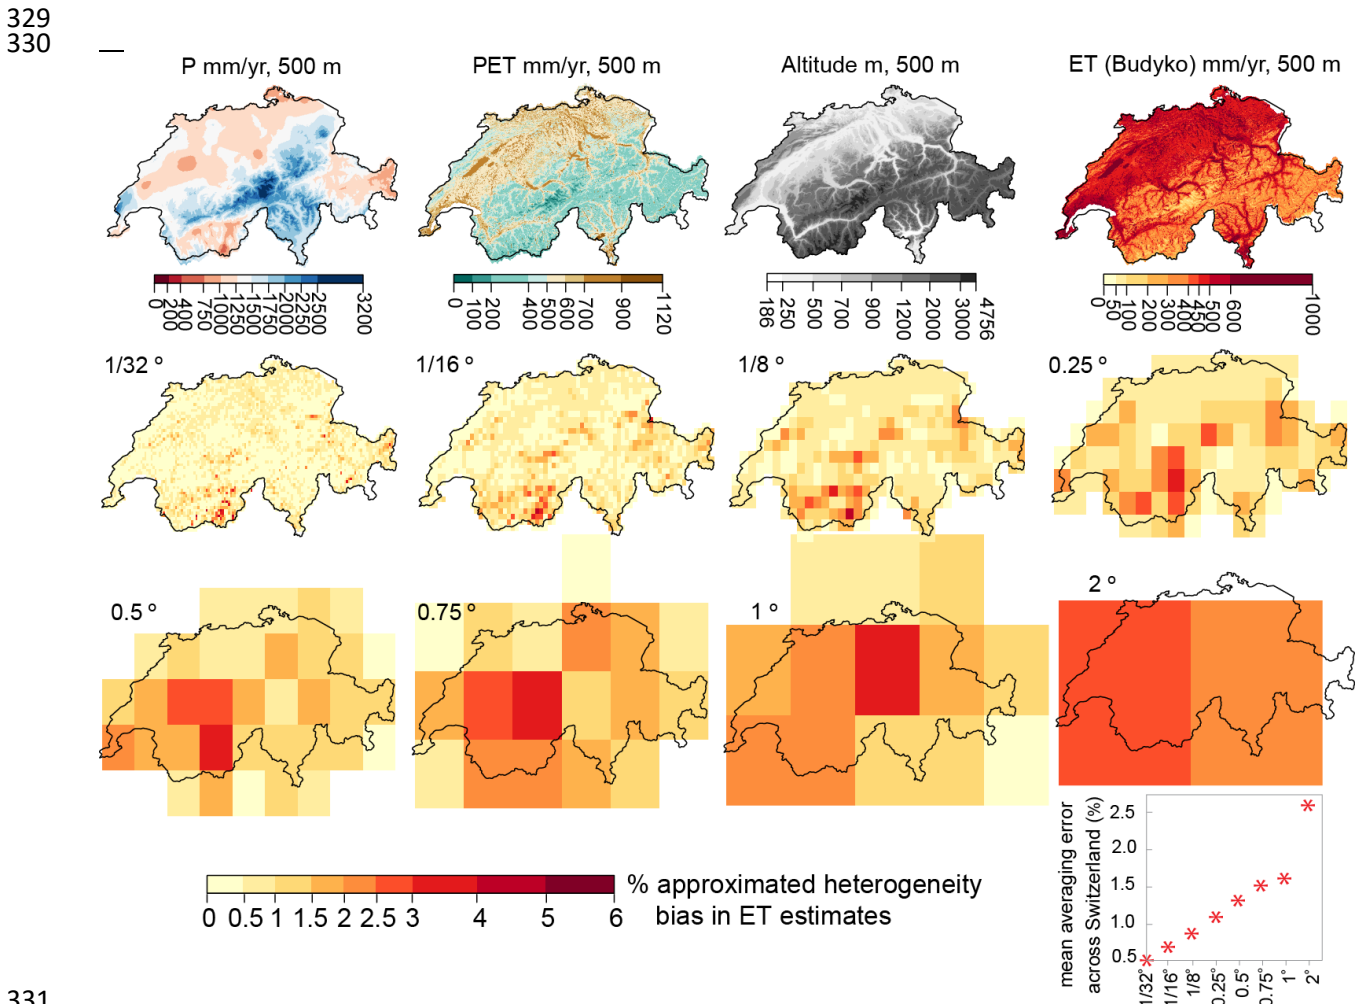 329
330
P mm/yr, 500 m
PET mm/yr, 500 m
Altitude m, 500 m
ET (Budyko) mm/yr, 500 m
0 200 400 750 1000 1250 1500 1750 2000 2250 2500 3200
0 100 200 400 500 600 700 900 1120
186 250 500 700 900 1200 2000 3000 4756
0 50 100 200 300 400 450 500 600 1000
1/32 °
1/16 °
1/8 °
0.25 °
0.5 °
0.75 °
1 °
2 °
mean averaging error
across Switzerland (%)
2.5
2.0
1.5
1.0
0.5
1/32° 1/16° 1/8° 0.25° 0.5° 0.75° 1° 2°
0 0.5 1 1.5 2 2.5 3 4 5 6
% approximated heterogeneity
bias in ET estimates
331